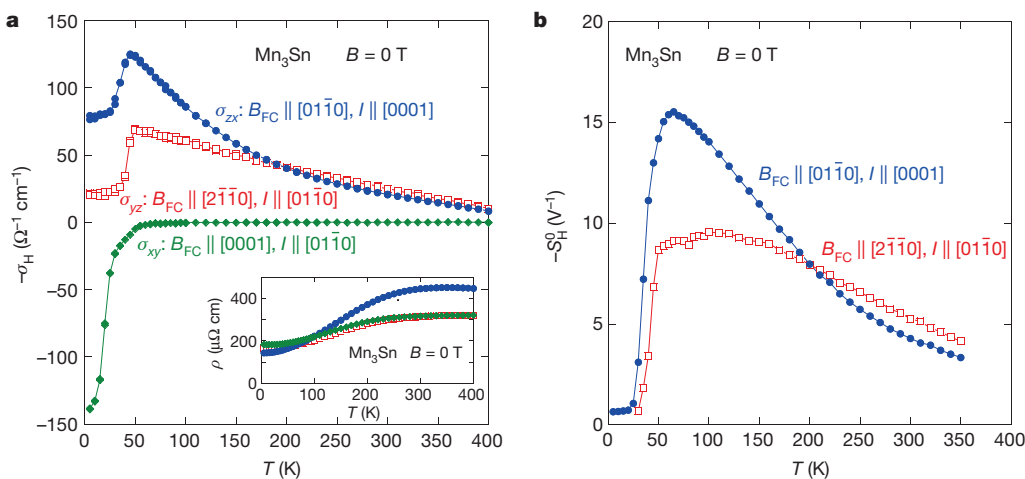 a
150
100
50
0
−50
−100
−150
−σH (Ω⁻¹ cm⁻¹)
Mn₃Sn B = 0 T
σzx: BFC || [011̅0], I || [0001]
σyz: BFC || [21̅1̅0], I || [011̅0]
σxy: BFC || [0001], I || [011̅0]
400
200
0
ρ (μΩ cm)
Mn₃Sn B = 0 T
0 100 200 300 400
T (K)
0 50 100 150 200 250 300 350 400
T (K)
b
20
15
10
5
0
−S⁰H (V⁻¹)
Mn₃Sn B = 0 T
BFC || [011̅0], I || [0001]
BFC || [21̅1̅0], I || [011̅0]
0 50 100 150 200 250 300 350 400
T (K)